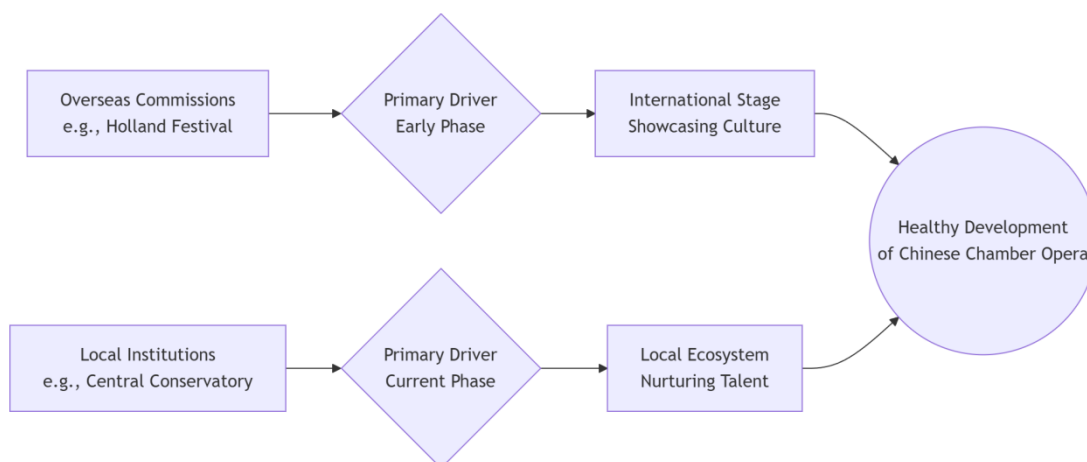 Overseas Commissions
e.g., Holland Festival
Primary Driver
Early Phase
International Stage
Showcasing Culture
Healthy Development
of Chinese Chamber Opera
Local Institutions
e.g., Central Conservatory
Primary Driver
Current Phase
Local Ecosystem
Nurturing Talent